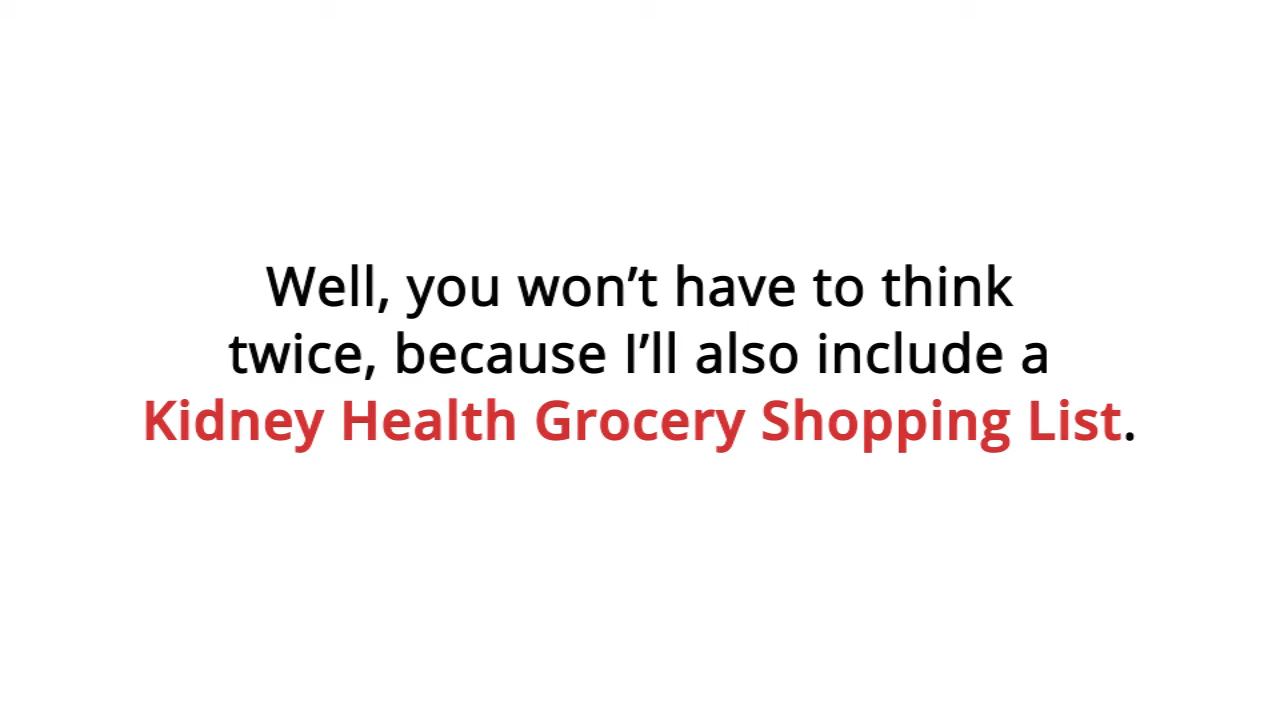 Well, you won’t have to think
twice, because I’ll also include a
Kidney Health Grocery Shopping List.